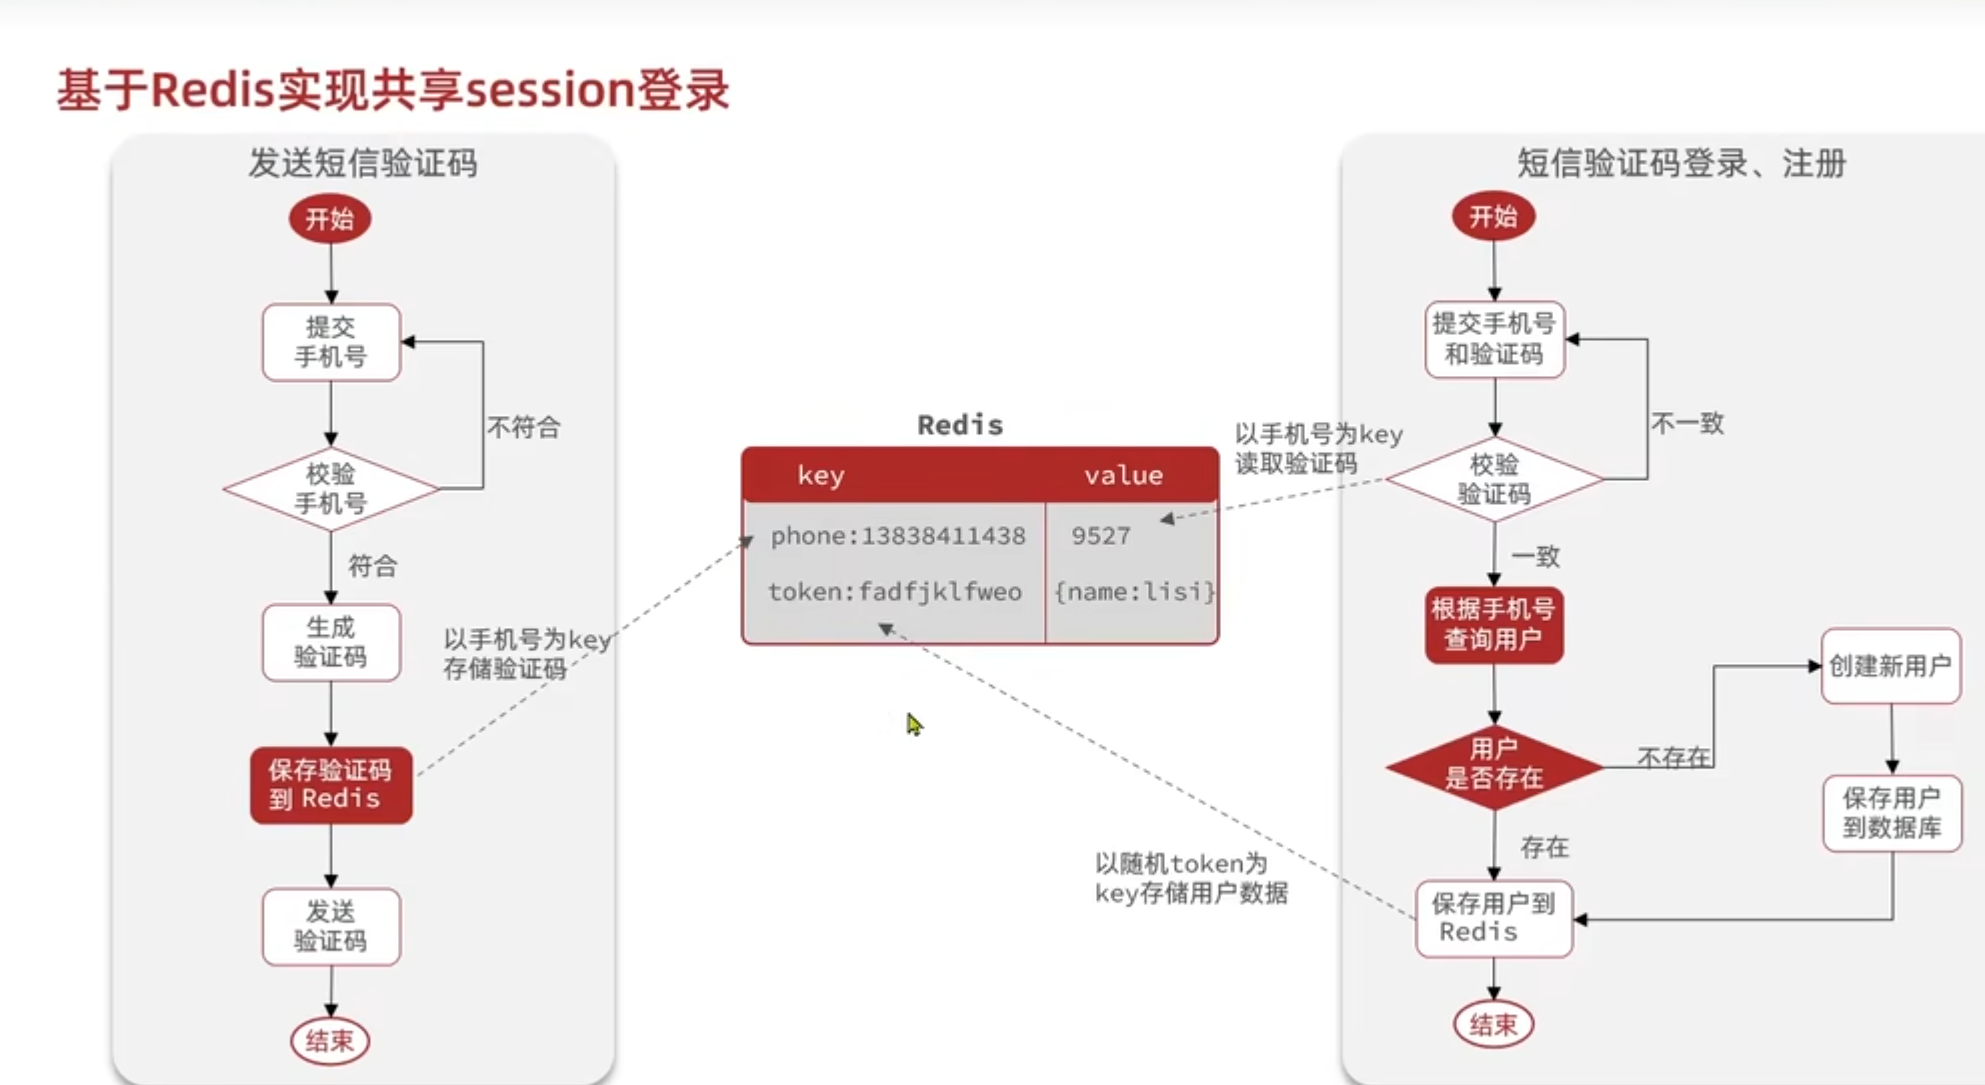 基于Redis实现共享session登录
发送短信验证码
开始
提交
手机号
不符合
校验
手机号
符合
生成
验证码
以手机号为key
存储验证码
保存验证码
到 Redis
发送
验证码
结束
Redis
key
value
phone:13838411438
9527
token:fadfjklfweo
{name:lisi}
以手机号为key
读取验证码
以随机token为
key存储用户数据
短信验证码登录、注册
开始
提交手机号
和验证码
不一致
校验
验证码
一致
根据手机号
查询用户
用户
是否存在
不存在
创建新用户
保存用户
到数据库
存在
保存用户到
Redis
结束